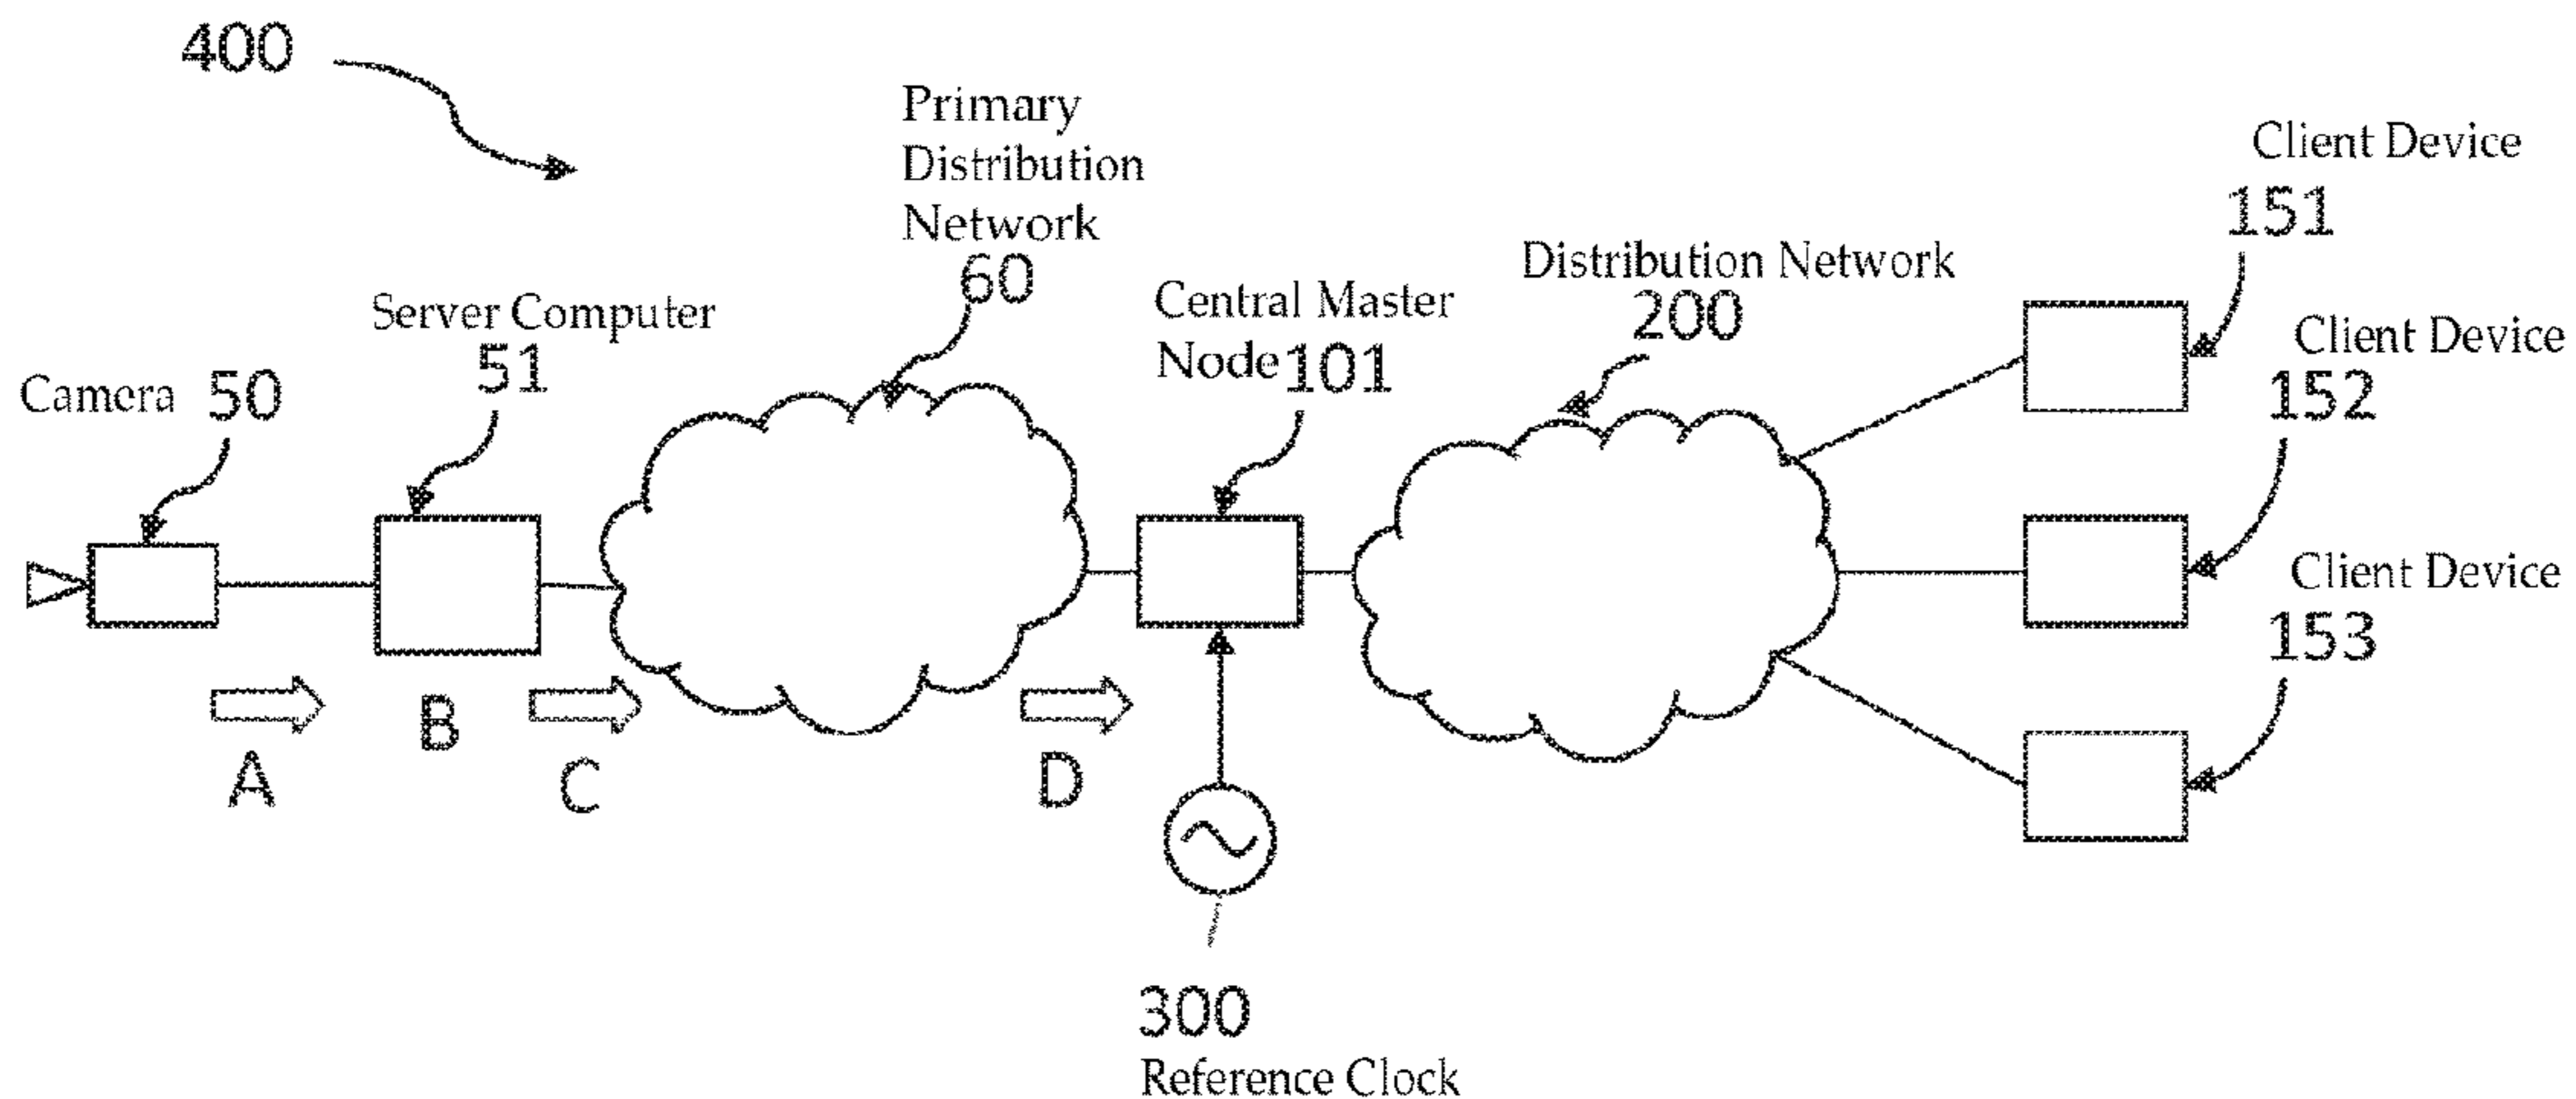 400
Primary
Distribution
Network
60
Client Device
151
Distribution Network
200
Server Computer
51
Central Master
Node 101
Client Device
152
Camera 50
Client Device
153
A
B
C
D
300
Reference Clock